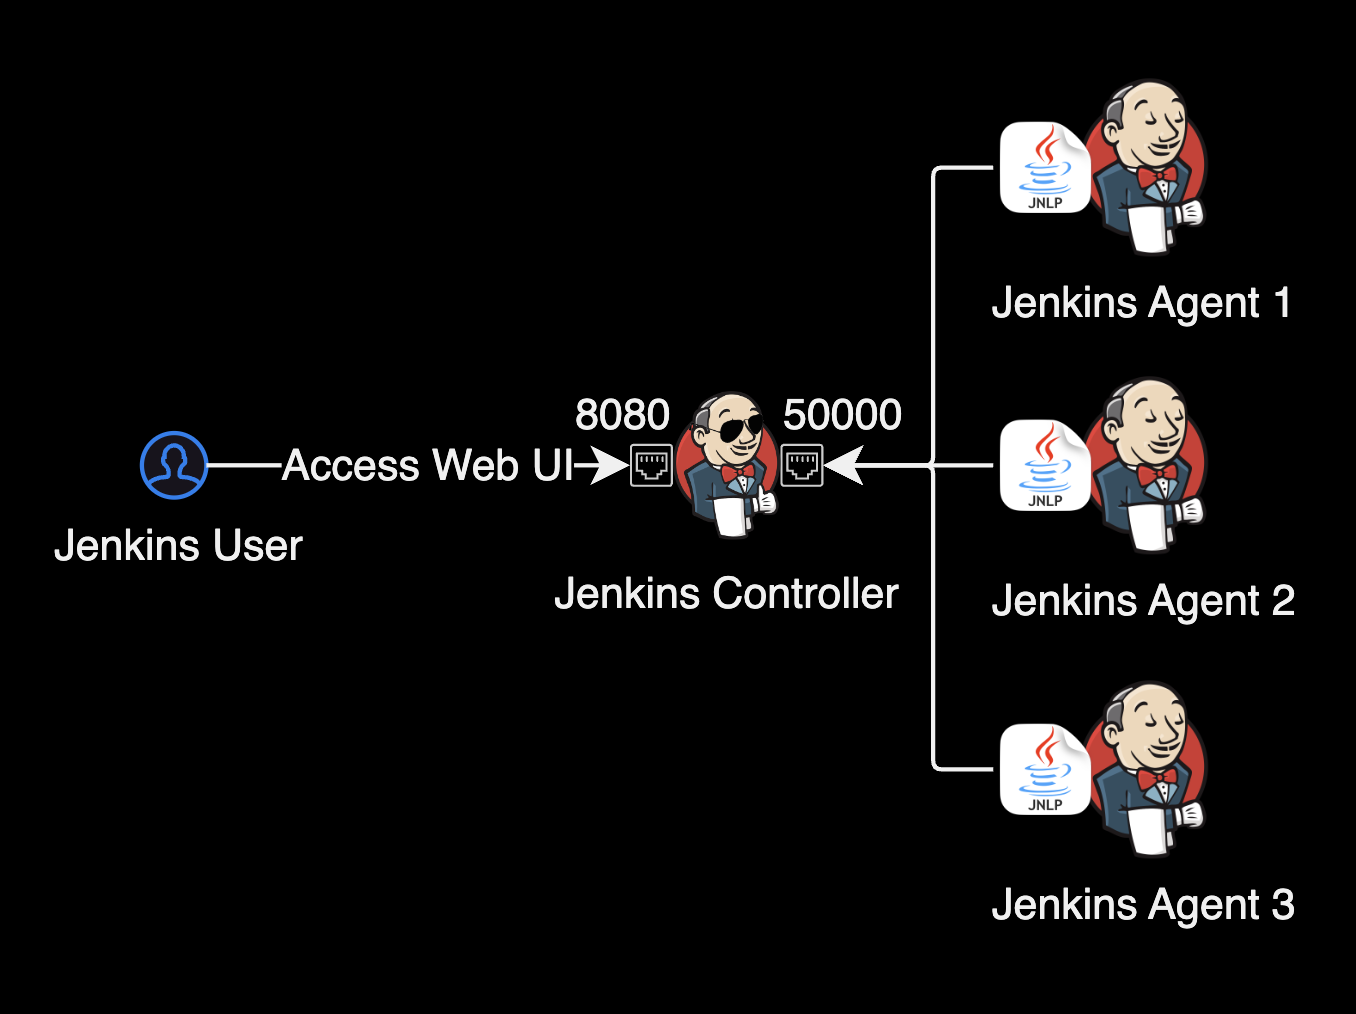 JNLP
Jenkins Agent 1
8080
50000
Access Web UI
JNLP
Jenkins User
Jenkins Controller
Jenkins Agent 2
JNLP
Jenkins Agent 3